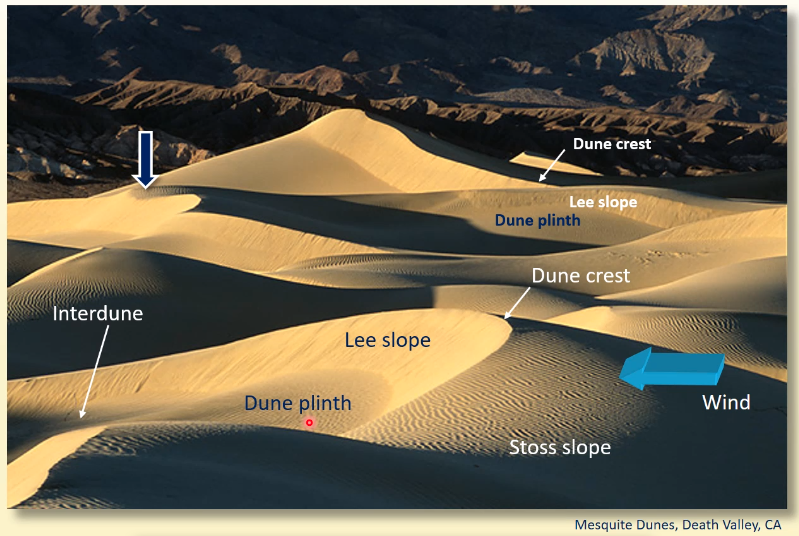 Dune crest
Lee slope
Dune plinth
Dune crest
Interdune
Lee slope
Dune plinth
Wind
Stoss slope
Mesquite Dunes, Death Valley, CA